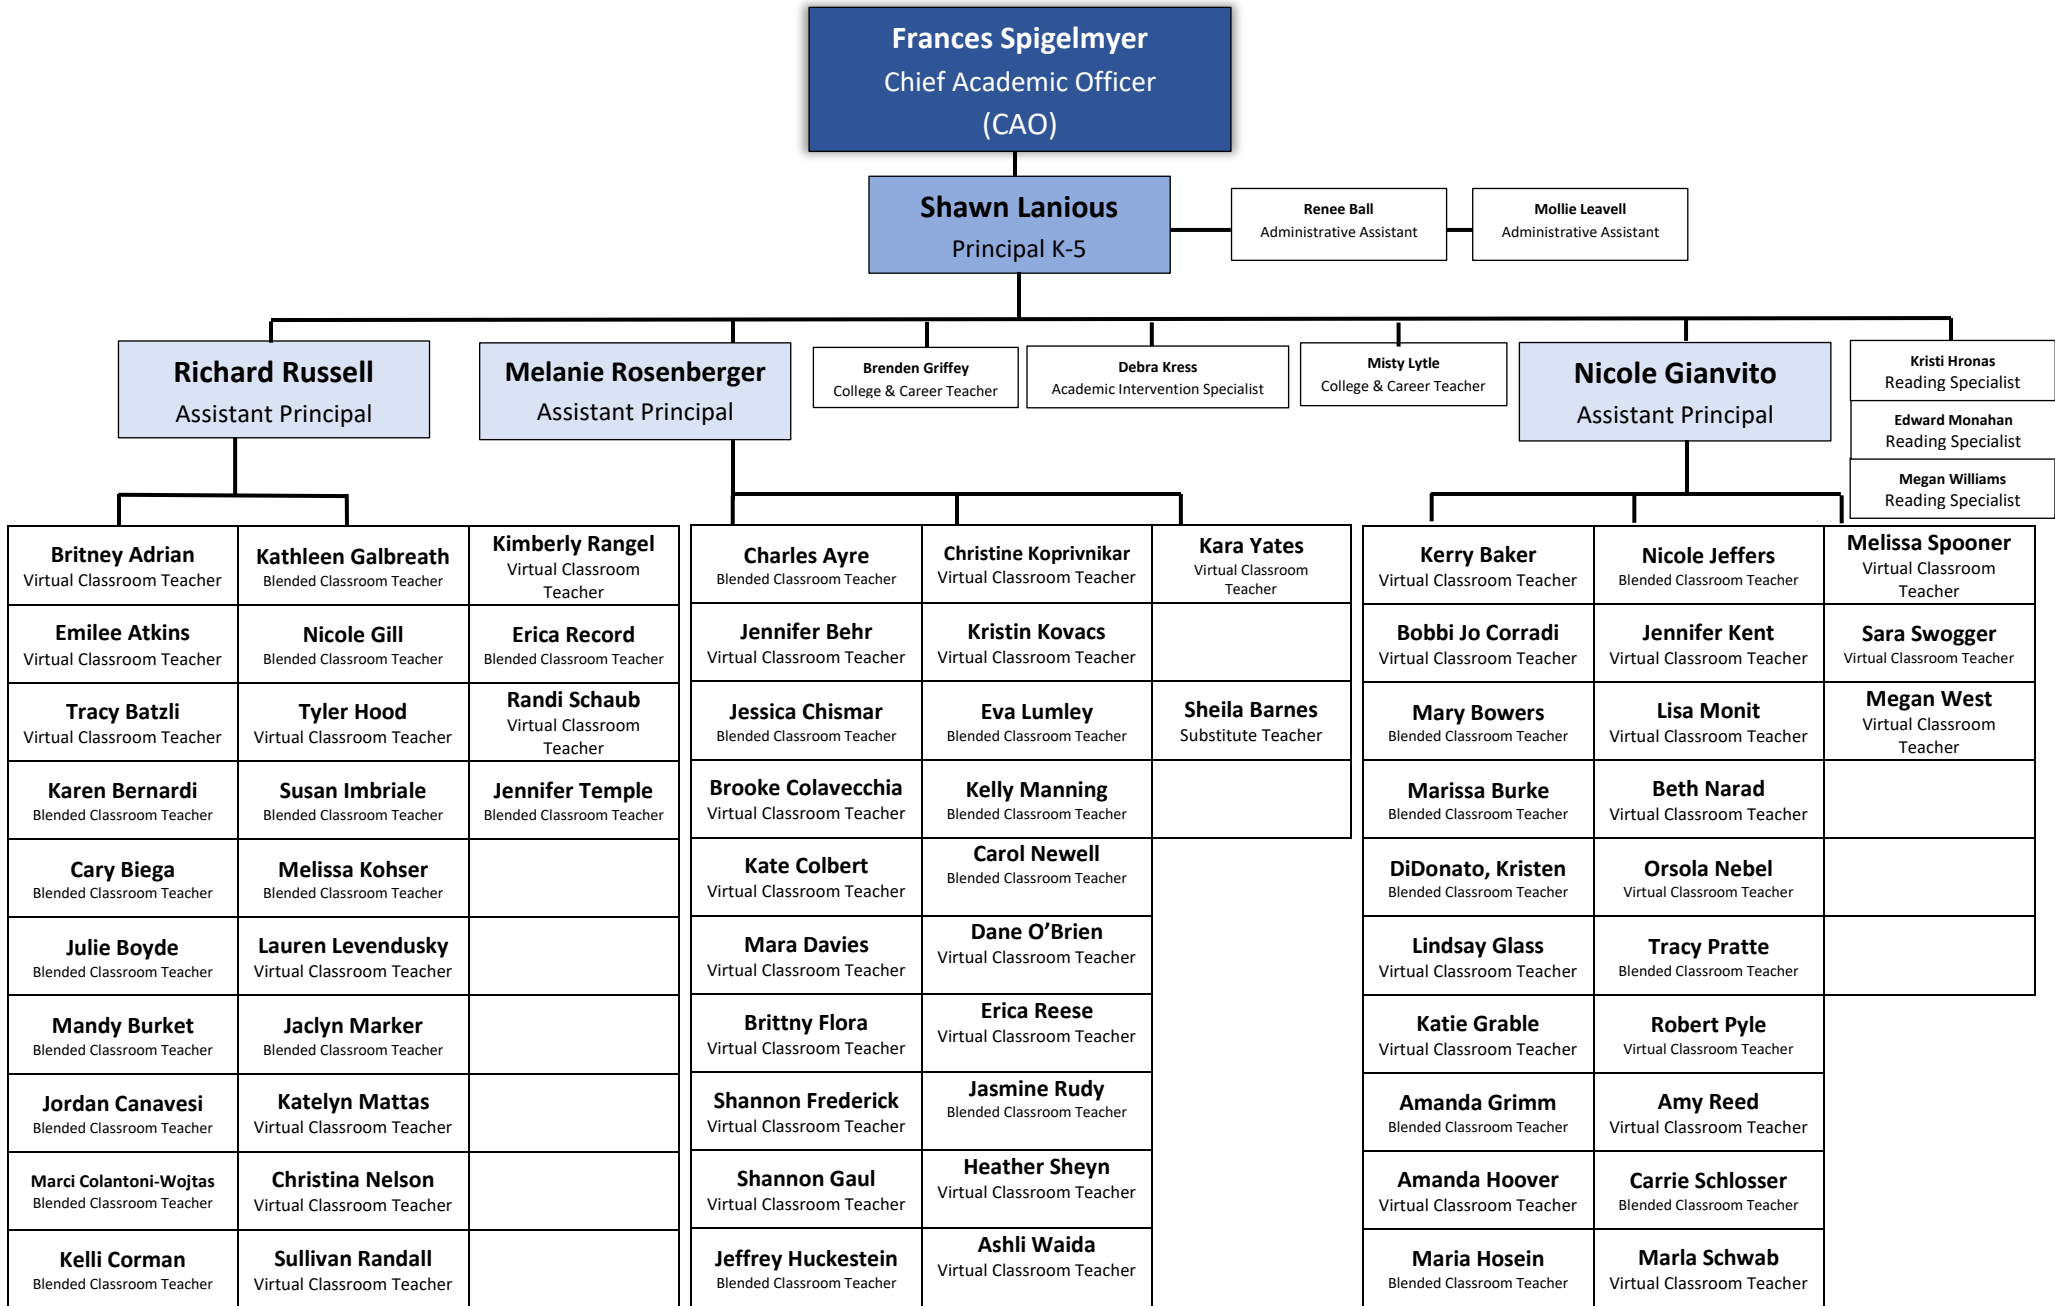 Frances Spigelmyer
Chief Academic Officer
(CAO)
Shawn Lanious
Principal K-5
Renee Ball
Administrative Assistant
Mollie Leavell
Administrative Assistant
Richard Russell
Assistant Principal
Melanie Rosenberger
Assistant Principal
Brenden Griffey
College & Career Teacher
Debra Kress
Academic Intervention Specialist
Misty Lytle
College & Career Teacher
Nicole Gianvito
Assistant Principal
Kristi Hronas
Reading Specialist
Edward Monahan
Reading Specialist
Megan Williams
Reading Specialist
Britney Adrian
Virtual Classroom Teacher
Kathleen Galbreath
Blended Classroom Teacher
Kimberly Rangel
Virtual Classroom
Teacher
Emilee Atkins
Virtual Classroom Teacher
Nicole Gill
Blended Classroom Teacher
Erica Record
Blended Classroom Teacher
Tracy Batzli
Virtual Classroom Teacher
Tyler Hood
Virtual Classroom Teacher
Randi Schaub
Virtual Classroom
Teacher
Karen Bernardi
Blended Classroom Teacher
Susan Imbriale
Blended Classroom Teacher
Jennifer Temple
Blended Classroom Teacher
Cary Biega
Blended Classroom Teacher
Melissa Kohser
Blended Classroom Teacher
Julie Boyde
Blended Classroom Teacher
Lauren Levendusky
Virtual Classroom Teacher
Mandy Burket
Blended Classroom Teacher
Jaclyn Marker
Blended Classroom Teacher
Jordan Canavesi
Blended Classroom Teacher
Katelyn Mattas
Virtual Classroom Teacher
Marci Colantoni-Wojtas
Blended Classroom Teacher
Christina Nelson
Virtual Classroom Teacher
Kelli Corman
Blended Classroom Teacher
Sullivan Randall
Virtual Classroom Teacher
Charles Ayre
Blended Classroom Teacher
Christine Koprivnikar
Virtual Classroom Teacher
Kara Yates
Virtual Classroom
Teacher
Jennifer Behr
Virtual Classroom Teacher
Kristin Kovacs
Virtual Classroom Teacher
Jessica Chismar
Blended Classroom Teacher
Eva Lumley
Blended Classroom Teacher
Sheila Barnes
Substitute Teacher
Brooke Colavecchia
Virtual Classroom Teacher
Kelly Manning
Blended Classroom Teacher
Kate Colbert
Virtual Classroom Teacher
Carol Newell
Blended Classroom Teacher
Mara Davies
Virtual Classroom Teacher
Dane O’Brien
Virtual Classroom Teacher
Brittny Flora
Virtual Classroom Teacher
Erica Reese
Virtual Classroom Teacher
Shannon Frederick
Virtual Classroom Teacher
Jasmine Rudy
Blended Classroom Teacher
Shannon Gaul
Virtual Classroom Teacher
Heather Sheyn
Virtual Classroom Teacher
Jeffrey Huckestein
Blended Classroom Teacher
Ashli Waida
Virtual Classroom Teacher
Kerry Baker
Virtual Classroom Teacher
Nicole Jeffers
Blended Classroom Teacher
Melissa Spooner
Virtual Classroom
Teacher
Bobbi Jo Corradi
Virtual Classroom Teacher
Jennifer Kent
Virtual Classroom Teacher
Sara Swogger
Virtual Classroom Teacher
Mary Bowers
Blended Classroom Teacher
Lisa Monit
Virtual Classroom Teacher
Megan West
Virtual Classroom
Teacher
Marissa Burke
Blended Classroom Teacher
Beth Narad
Virtual Classroom Teacher
DiDonato, Kristen
Blended Classroom Teacher
Orsola Nebel
Virtual Classroom Teacher
Lindsay Glass
Virtual Classroom Teacher
Tracy Pratte
Blended Classroom Teacher
Katie Grable
Virtual Classroom Teacher
Robert Pyle
Virtual Classroom Teacher
Amanda Grimm
Blended Classroom Teacher
Amy Reed
Virtual Classroom Teacher
Amanda Hoover
Virtual Classroom Teacher
Carrie Schlosser
Blended Classroom Teacher
Maria Hosein
Blended Classroom Teacher
Marla Schwab
Virtual Classroom Teacher